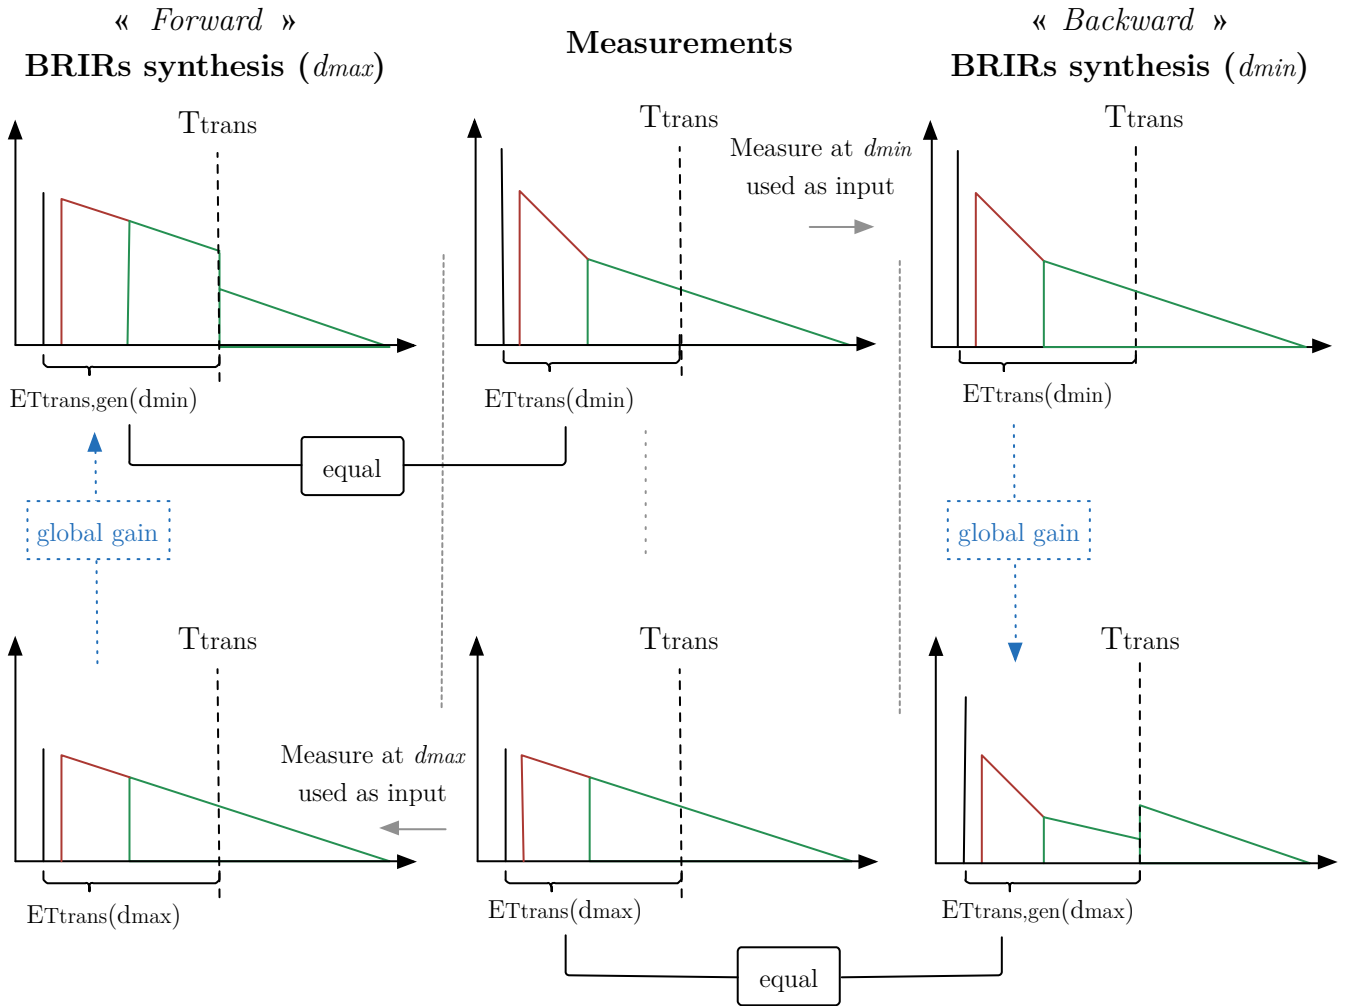 « Forward »
BRIRs synthesis (dmax)
Measurements
« Backward »
BRIRs synthesis (dmin)
Ttrans
Ttrans
Ttrans
Measure at dmin
used as input
ETtrans,gen(dmin)
ETtrans(dmin)
ETtrans(dmin)
equal
global gain
global gain
Ttrans
Ttrans
Ttrans
Measure at dmax
used as input
ETtrans(dmax)
ETtrans(dmax)
ETtrans,gen(dmax)
equal